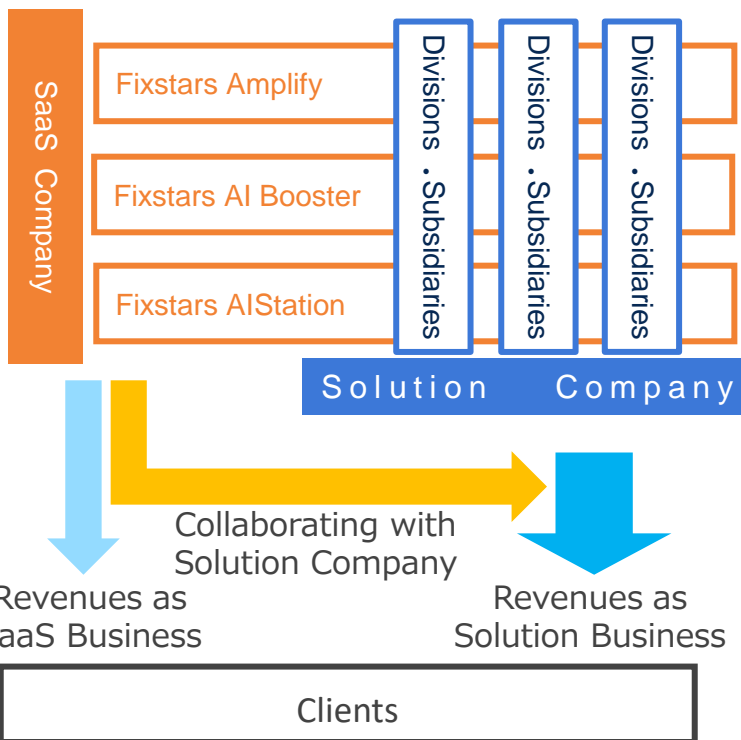 SaaS Company
Fixstars Amplify
Fixstars AI Booster
Fixstars AIStation
Divisions .Subsidiaries
Divisions .Subsidiaries
Divisions .Subsidiaries
Solution Company
Collaborating with
Solution Company
Revenues as
SaaS Business
Revenues as
Solution Business
Clients